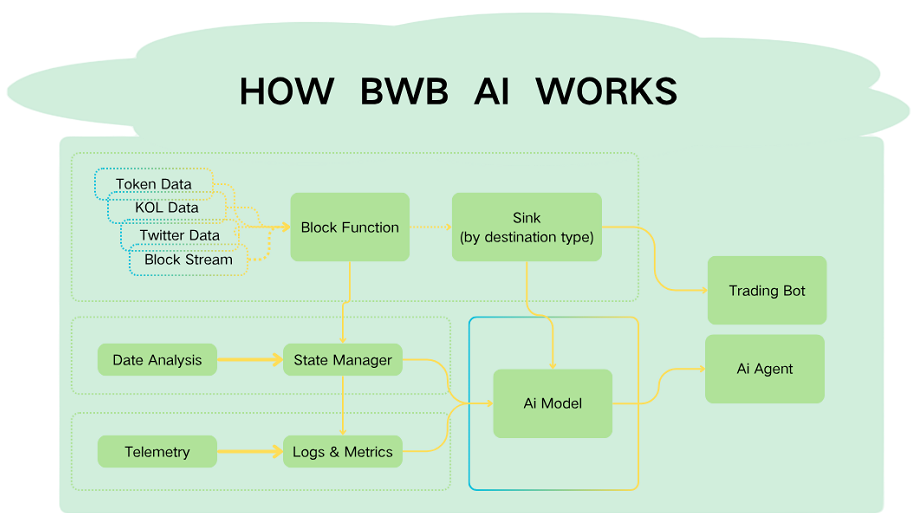 HOW BWB AI WORKS
Token Data
KOL Data
Twitter Data
Block Stream
Block Function
Sink
(by destination type)
Trading Bot
Date Analysis
State Manager
Ai Model
Ai Agent
Telemetry
Logs & Metrics